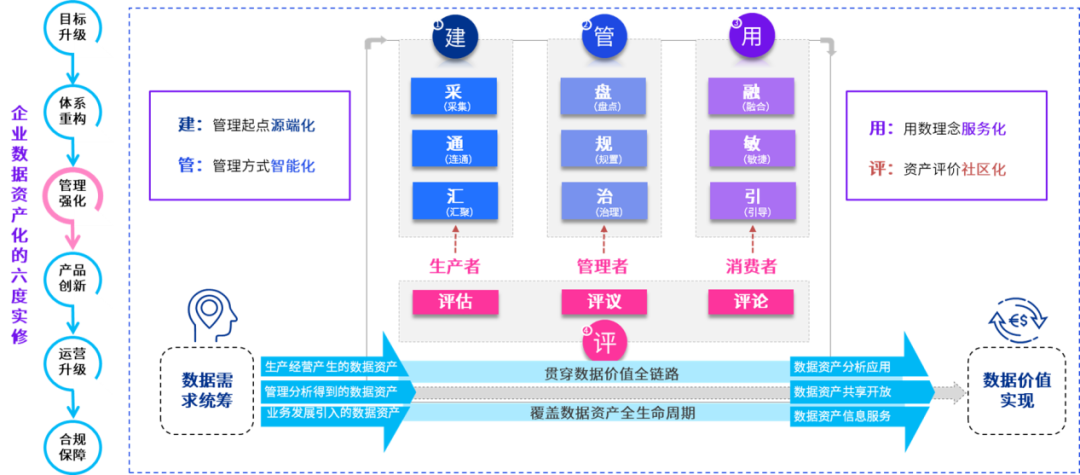 企业数据资产化的六度实修
目标
升级
体系
重构
管理
强化
产品
创新
运营
升级
合规
保障
建：管理起点源端化
管：管理方式智能化
1
建
采
(采集)
通
(连通)
汇
(汇聚)
生产者
评估
2
管
盘
(盘点)
规
(规置)
治
(治理)
管理者
评议
3
用
融
(融合)
敏
(敏捷)
引
(引导)
消费者
评论
4
评
用：用数理念服务化
评：资产评价社区化
数据需
求统筹
生产经营产生的数据资产
管理分析得到的数据资产
业务发展引入的数据资产
贯穿数据价值全链路
覆盖数据资产全生命周期
数据资产分析应用
数据资产共享开放
数据资产信息服务
€$
数据价值
实现